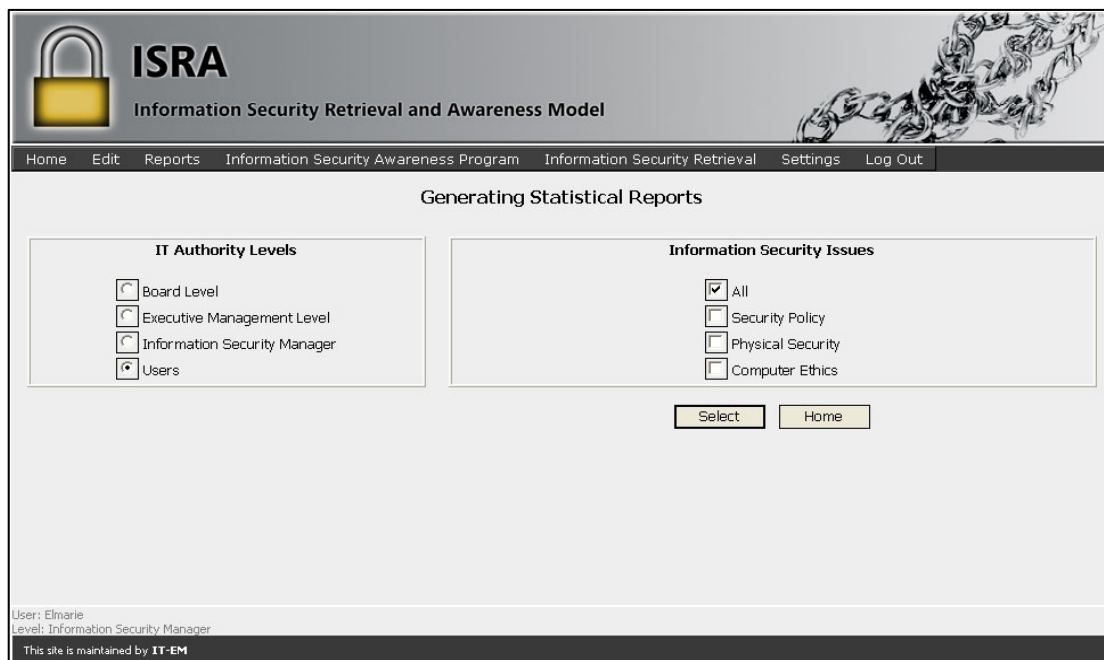 ISRA
Information Security Retrieval and Awareness Model
Home Edit Reports Information Security Awareness Program Information Security Retrieval Settings Log Out
Generating Statistical Reports
IT Authority Levels
Board Level
Executive Management Level
Information Security Manager
Users
Information Security Issues
All
Security Policy
Physical Security
Computer Ethics
Select Home
User: Elmarie
Level: Information Security Manager
This site is maintained by IT-EM